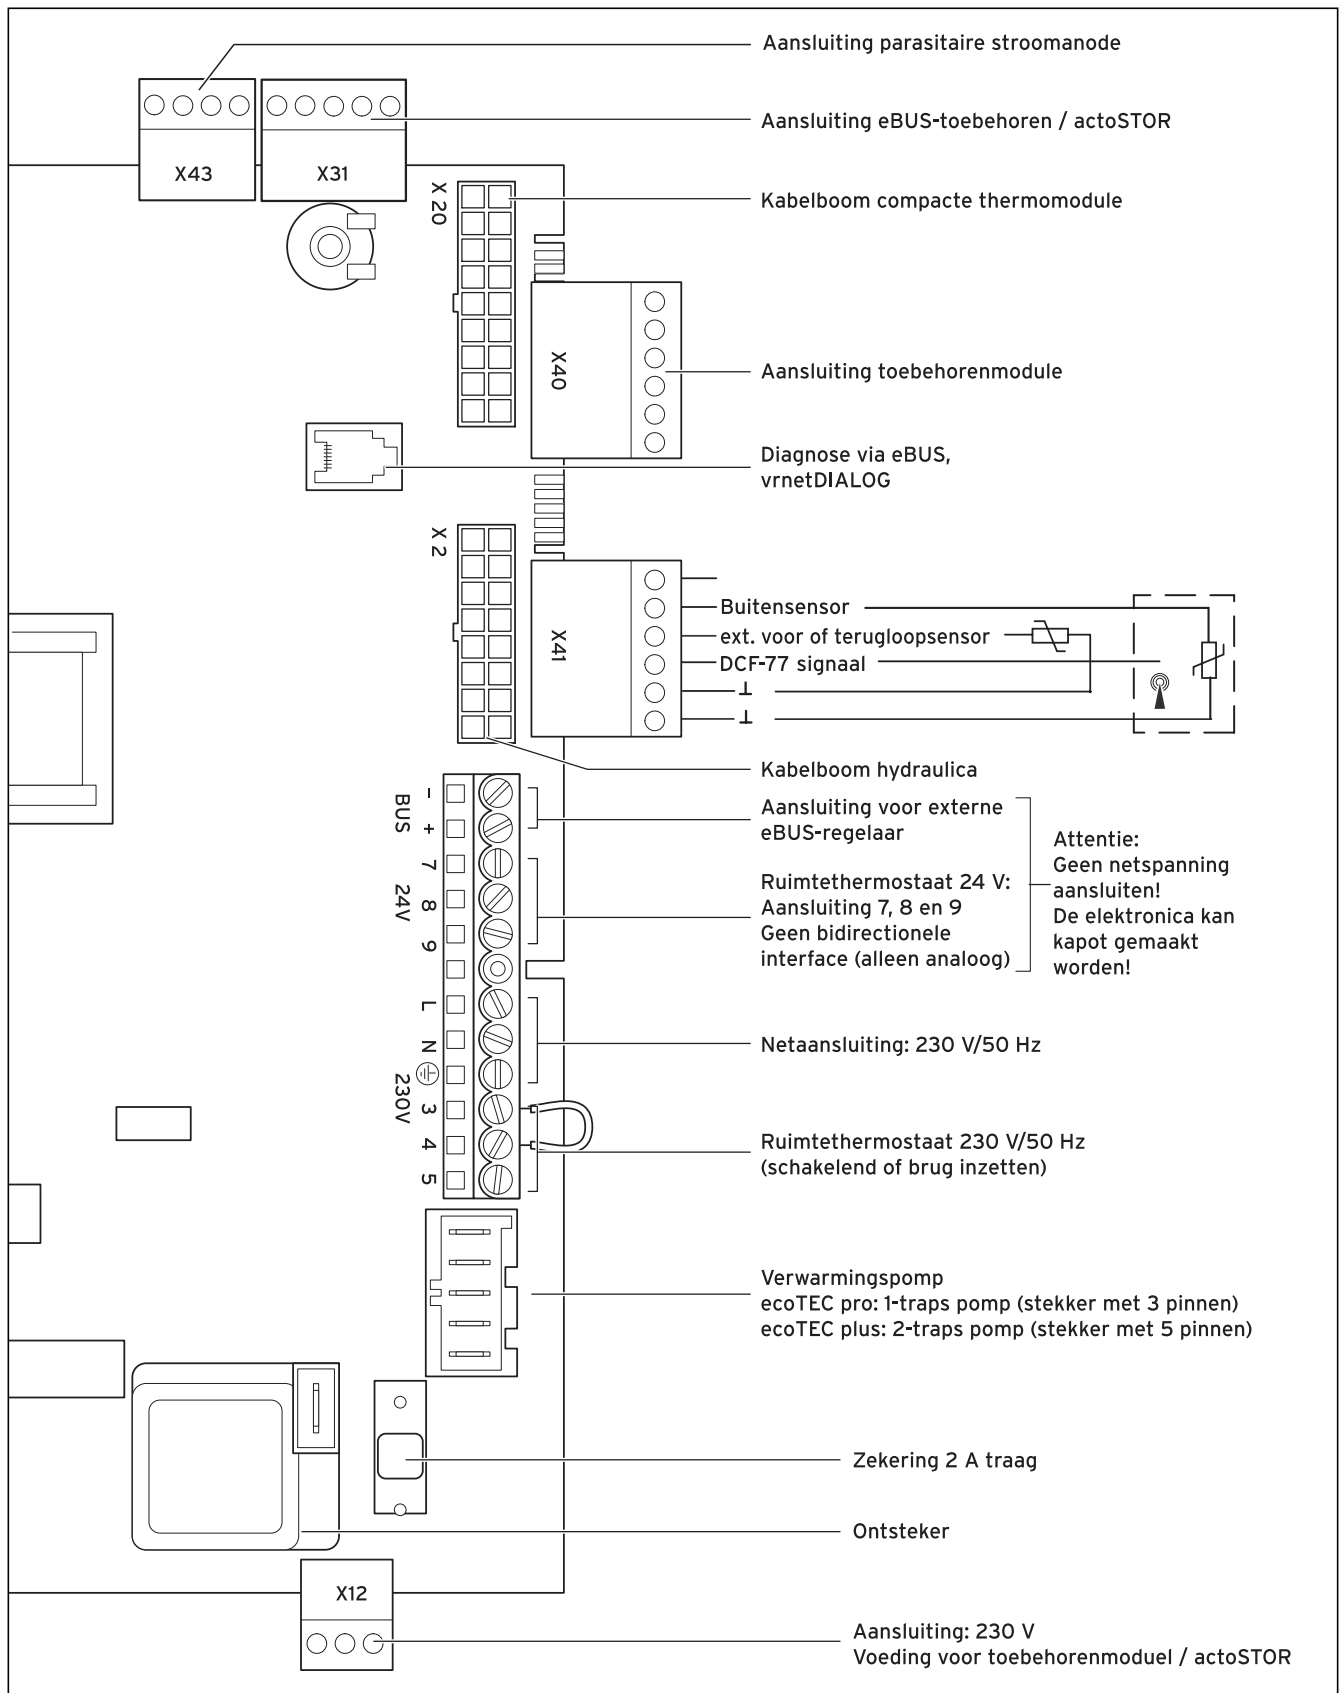 Aansluiting parasitaire stroomanode
Aansluiting eBUS-toebehoren / actoSTOR
X43
X31
X 20
Kabelboom compacte thermomodule
X40
Aansluiting toebehorenmodule
Diagnose via eBUS,
vrnetDIALOG
X 2
X41
Buitensensor
ext. voor of terugloopsensor
DCF-77 signaal
Kabelboom hydraulica
BUS
-
+
Aansluiting voor externe
eBUS-regelaar
24V
7
8
9
Ruimtethermostaat 24 V:
Aansluiting 7, 8 en 9
Geen bidirectionele
interface (alleen analoog)
Attentie:
Geen netspanning
aansluiten!
De elektronica kan
kapot gemaakt
worden!
L
N
Netaansluiting: 230 V/50 Hz
230V
3
4
5
Ruimtethermostaat 230 V/50 Hz
(schakelend of brug inzetten)
Verwarmingspomp
ecoTEC pro: 1-traps pomp (stekker met 3 pinnen)
ecoTEC plus: 2-traps pomp (stekker met 5 pinnen)
Zekering 2 A traag
Ontsteker
X12
Aansluiting: 230 V
Voeding voor toebehorenmoduel / actoSTOR